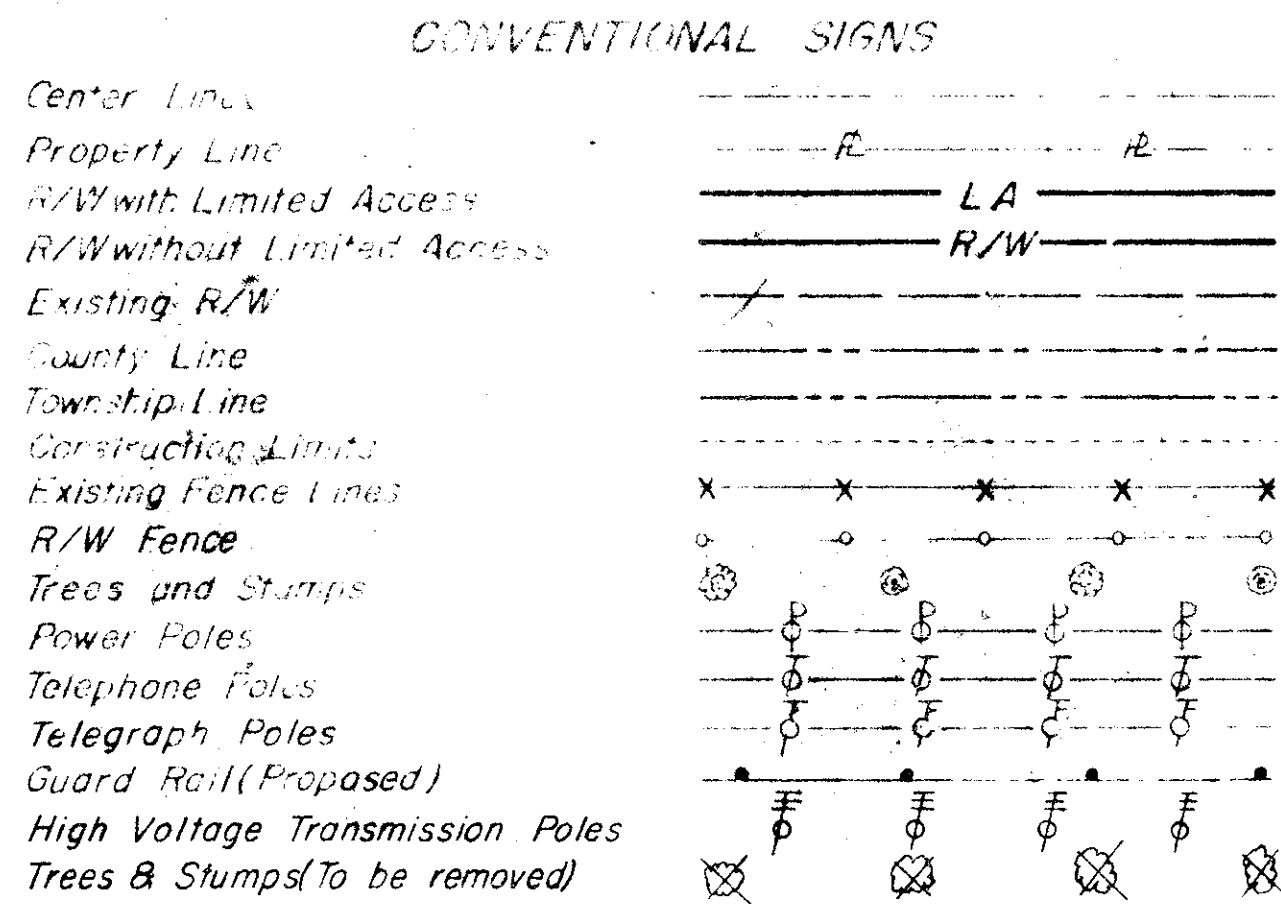 CONVENTIONAL SIGNS
Center Lines
Property Line PL PL
R/W with Limited Access LA
R/W without Limited Access R/W
Existing R/W
County Line
Township Line
Construction Limits
Existing Fence Lines
R/W Fence
Trees and Stumps
Power Poles P P P P
Telephone Poles T T T T
Telegraph Poles
Guard Rail (Proposed)
High Voltage Transmission Poles
Trees & Stumps (To be removed)